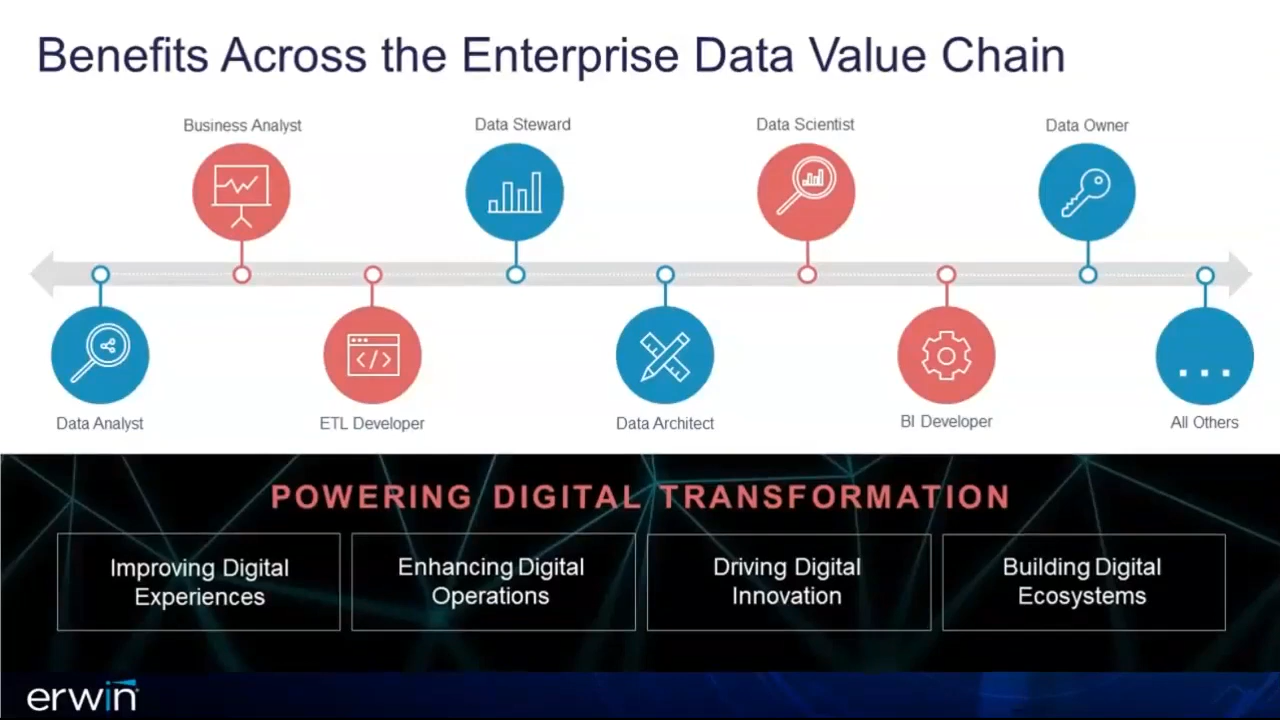 Benefits Across the Enterprise Data Value Chain
Business Analyst
Data Steward
Data Scientist
Data Owner
Data Analyst
ETL Developer
Data Architect
BI Developer
All Others
POWERING DIGITAL TRANSFORMATION
Improving Digital
Experiences
Enhancing Digital
Operations
Driving Digital
Innovation
Building Digital
Ecosystems
erwin